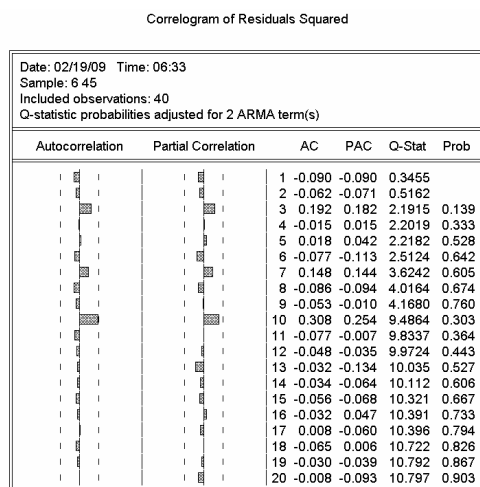 Correlogram of Residuals Squared
Date: 02/19/09 Time: 06:33
Sample: 6 45
Included observations: 40
Q-statistic probabilities adjusted for 2 ARMA term(s)
Autocorrelation Partial Correlation AC PAC Q-Stat Prob
1 -0.090 -0.090 0.3455
2 -0.062 -0.071 0.5162
3 0.192 0.182 2.1915 0.139
4 -0.015 0.015 2.2019 0.333
5 0.018 0.042 2.2182 0.528
6 -0.077 -0.113 2.5124 0.642
7 0.148 0.144 3.6242 0.605
8 -0.086 -0.094 4.0164 0.674
9 -0.053 -0.010 4.1680 0.760
10 0.308 0.254 9.4864 0.303
11 -0.077 -0.007 9.8337 0.364
12 -0.048 -0.035 9.9724 0.443
13 -0.032 -0.134 10.035 0.527
14 -0.034 -0.064 10.112 0.606
15 -0.056 -0.068 10.321 0.667
16 -0.032 0.047 10.391 0.733
17 0.008 -0.060 10.396 0.794
18 -0.065 0.006 10.722 0.826
19 -0.030 -0.039 10.792 0.867
20 -0.008 -0.093 10.797 0.903